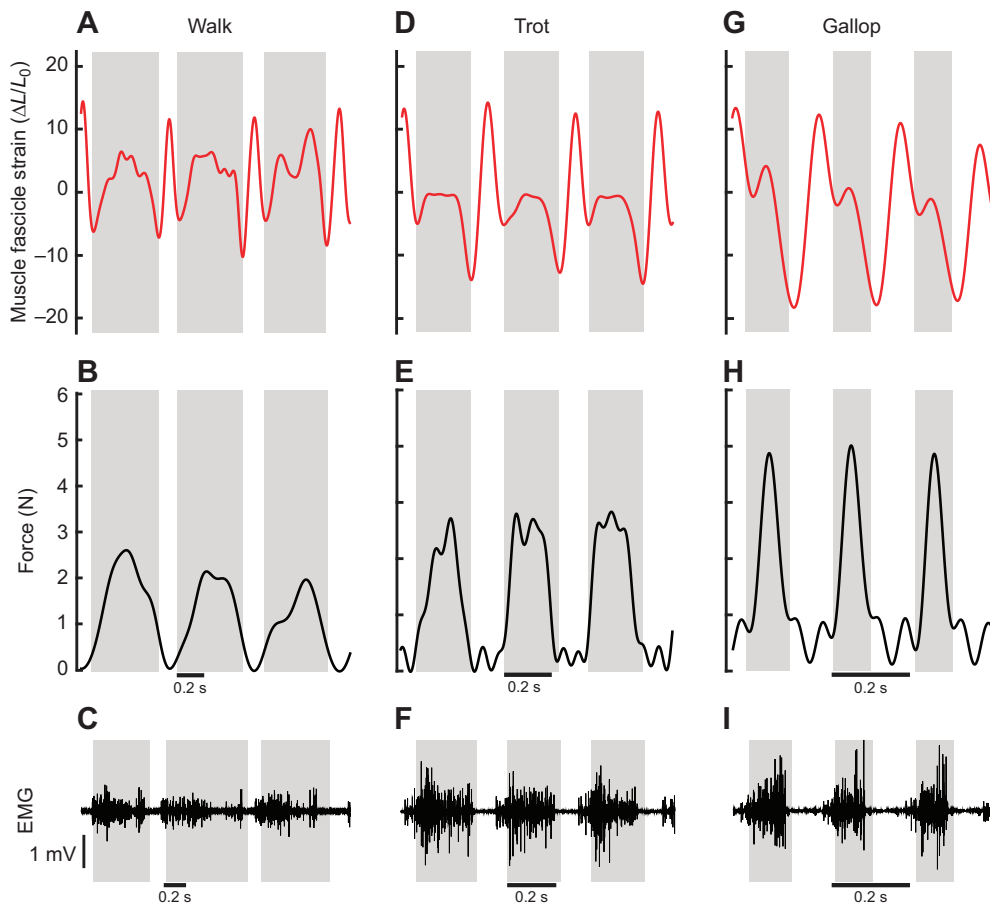 A Walk
D Trot
G Gallop
Muscle fascicle strain (ΔL/L0)
20
10
0
–10
–20
B
E
H
Force (N)
6
5
4
3
2
1
0
0.2 s
0.2 s
0.2 s
C
F
I
EMG
1 mV
0.2 s
0.2 s
0.2 s